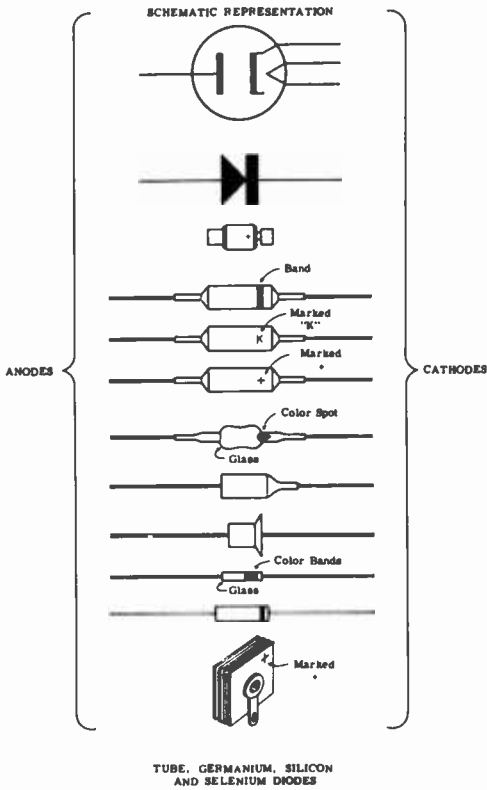 SCHEMATIC REPRESENTATION
Band
Marked
"K"
Marked
+
ANODES
CATHODES
K
+
Color Spot
Glass
Color Bands
Glass
Marked
+
TUBE, GERMANIUM, SILICON
AND SELENIUM DIODES